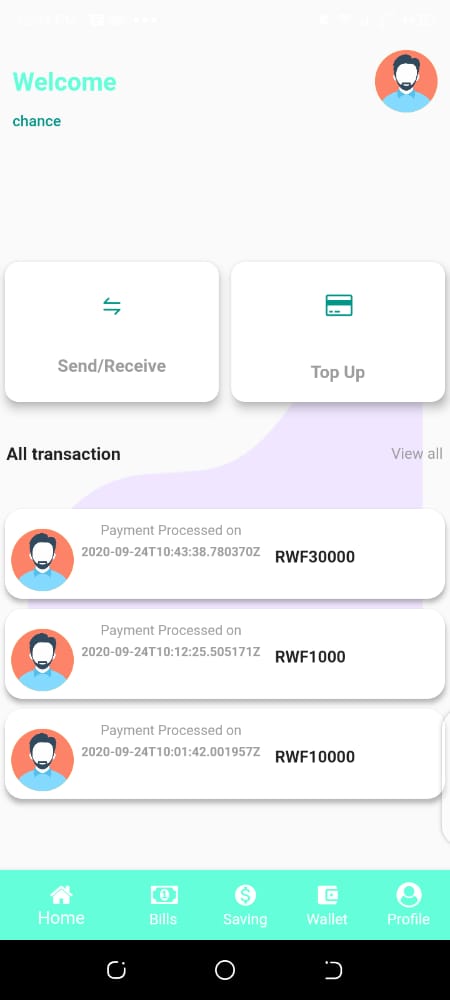 Welcome
chance
Send/Receive
Top Up
All transaction
View all
Payment Processed on
2020-09-24T10:43:38.780370Z
RWF30000
Payment Processed on
2020-09-24T10:12:25.505171Z
RWF1000
Payment Processed on
2020-09-24T10:01:42.001957Z
RWF10000
Home
Bills
Saving
Wallet
Profile